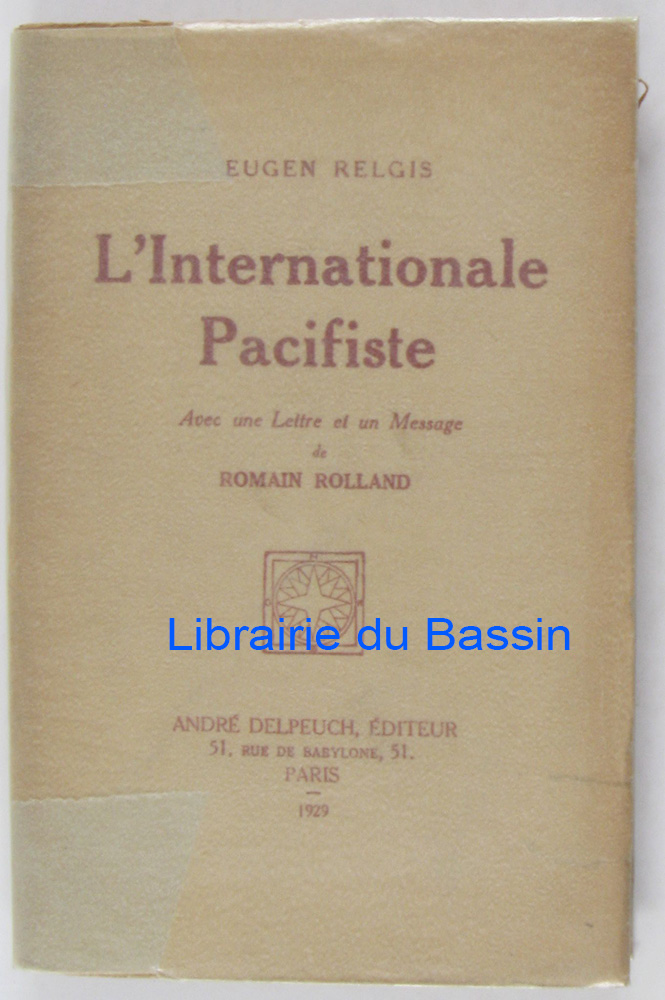 EUGEN RELGIS
L'Internationale
Pacifiste
Avec une Lettre et un Message
de
ROMAIN ROLLAND
Librairie du Bassin
ANDRÉ DELPEUCH, ÉDITEUR
51, RUE DE BABYLONE, 51.
PARIS
1929